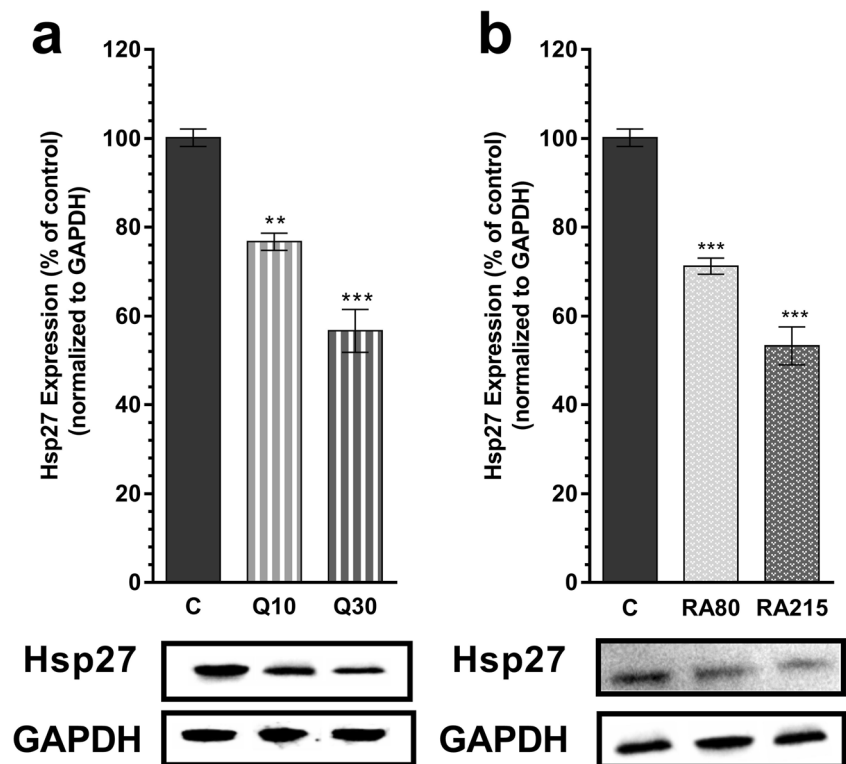 a
Hsp27 Expression (% of control)
(normalized to GAPDH)
120
100
80
60
40
20
0
**
***
C
Q10
Q30
Hsp27
GAPDH
b
Hsp27 Expression (% of control)
(normalized to GAPDH)
120
100
80
60
40
20
0
***
***
C
RA80
RA215
Hsp27
GAPDH